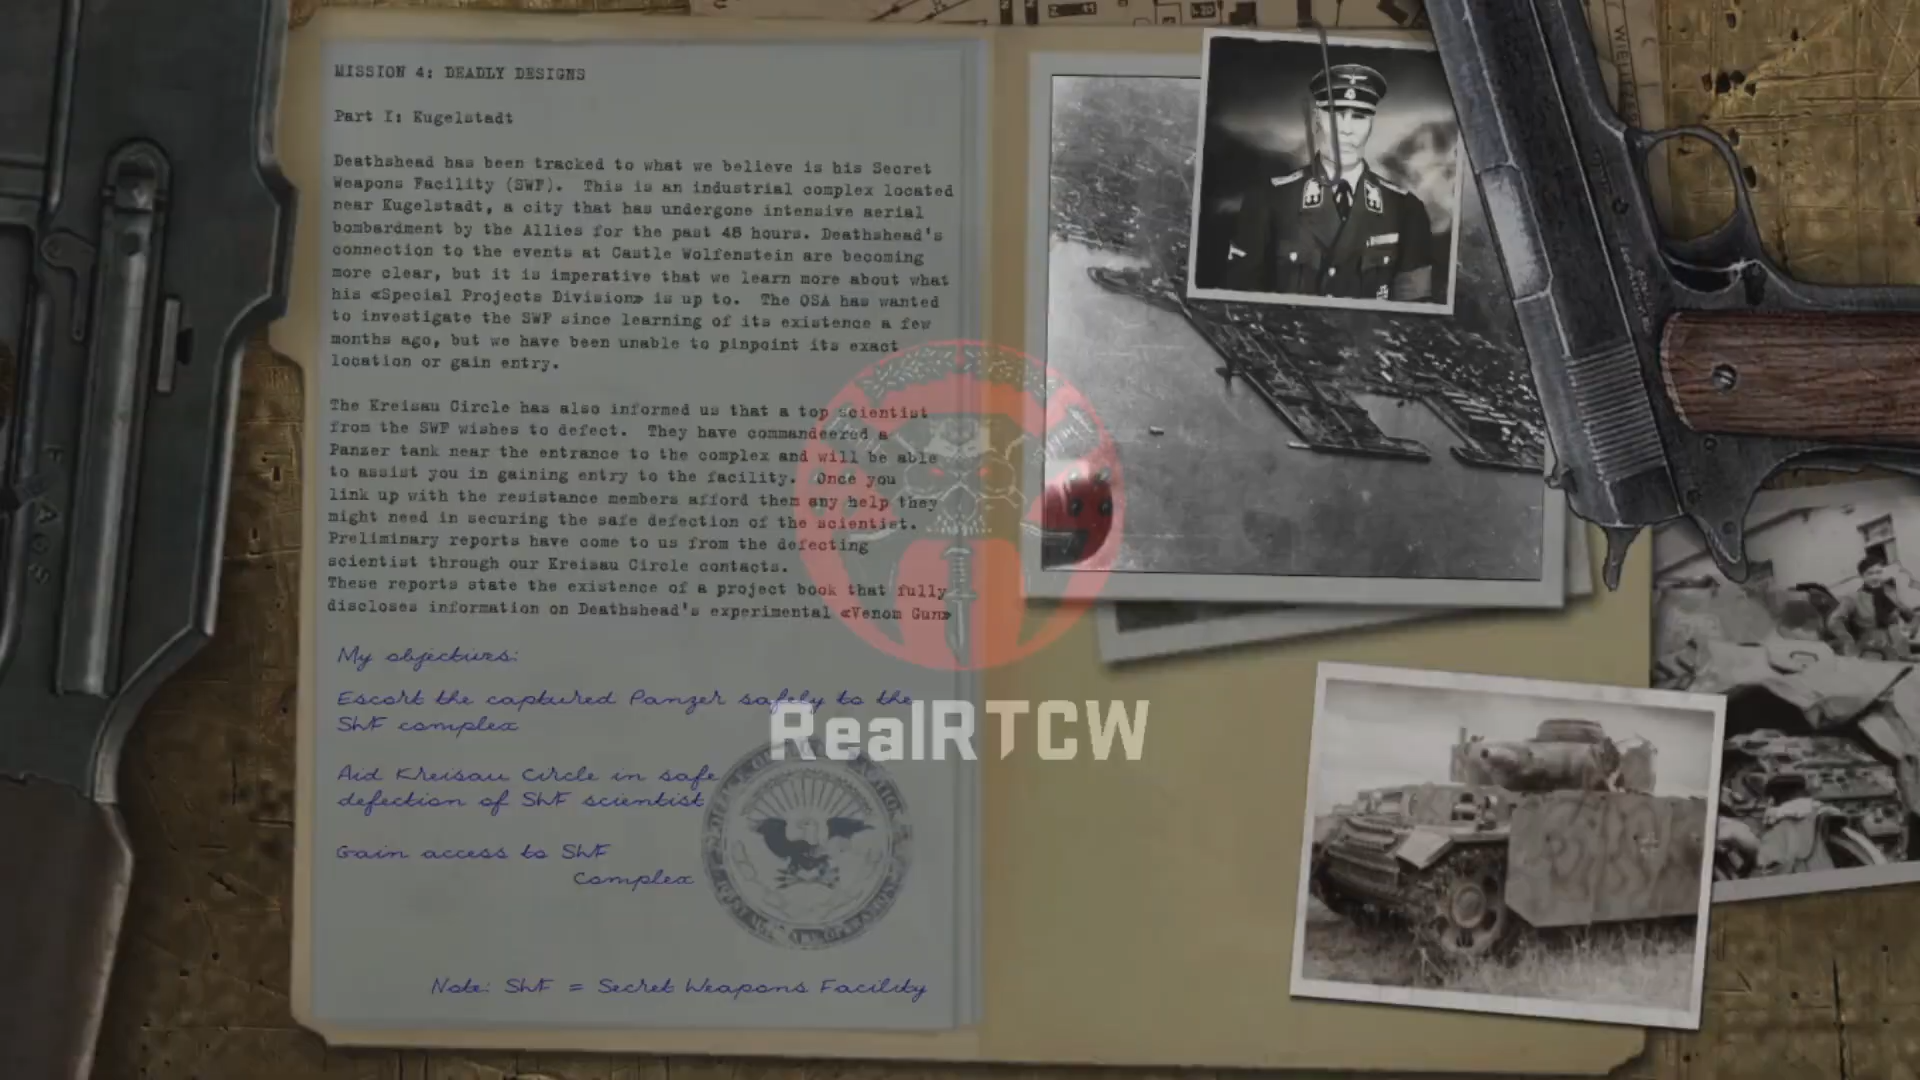 MISSION 4: DEADLY DESIGNS
Part I: Kugelstadt
Deathshead has been tracked to what we believe is his Secret
Weapons Facility (SWF). This is an industrial complex located
near Kugelstadt, a city that has undergone intensive aerial
bombardment by the Allies for the past 48 hours. Deathshead's
connection to the events at Castle Wolfenstein are becoming
more clear, but it is imperative that we learn more about what
his «Special Projects Division» is up to. The OSA has wanted
to investigate the SWF since learning of its existence a few
months ago, but we have been unable to pinpoint its exact
location or gain entry.
The Kreisau Circle has also informed us that a top scientist
from the SWF wishes to defect. They have commandeered a
Panzer tank near the entrance to the complex and will be able
to assist you in gaining entry to the facility. Once you
link up with the resistance members afford them any help they
might need in securing the safe defection of the scientist.
Preliminary reports have come to us from the defecting
scientist through our Kreisau Circle contacts.
These reports state the existence of a project book that fully
discloses information on Deathshead's experimental «Venom Gun»
My objectives:
Escort the captured Panzer safely to the
SWF complex
Aid Kreisau Circle in safe
defection of SWF scientist
Gain access to SWF
complex
Note: SWF = Secret Weapons Facility
RealRTCW